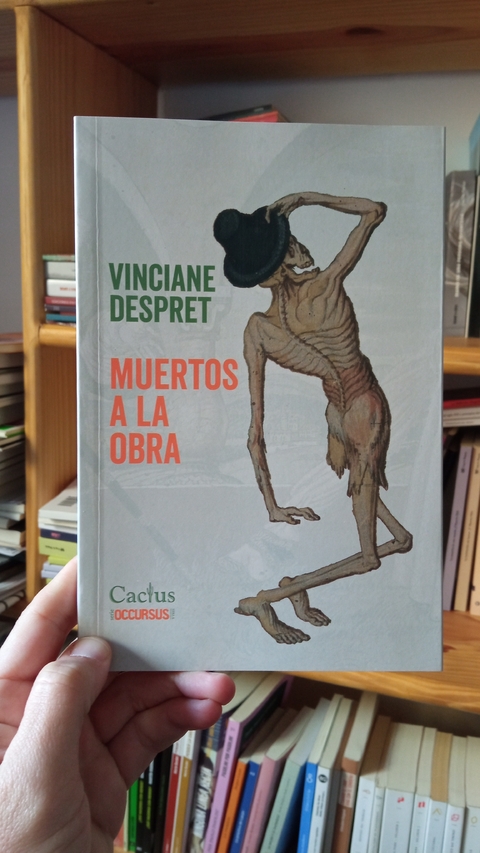 VINCIANE
DESPRET
MUERTOS
A LA
OBRA
Cactus
OCCURSUS